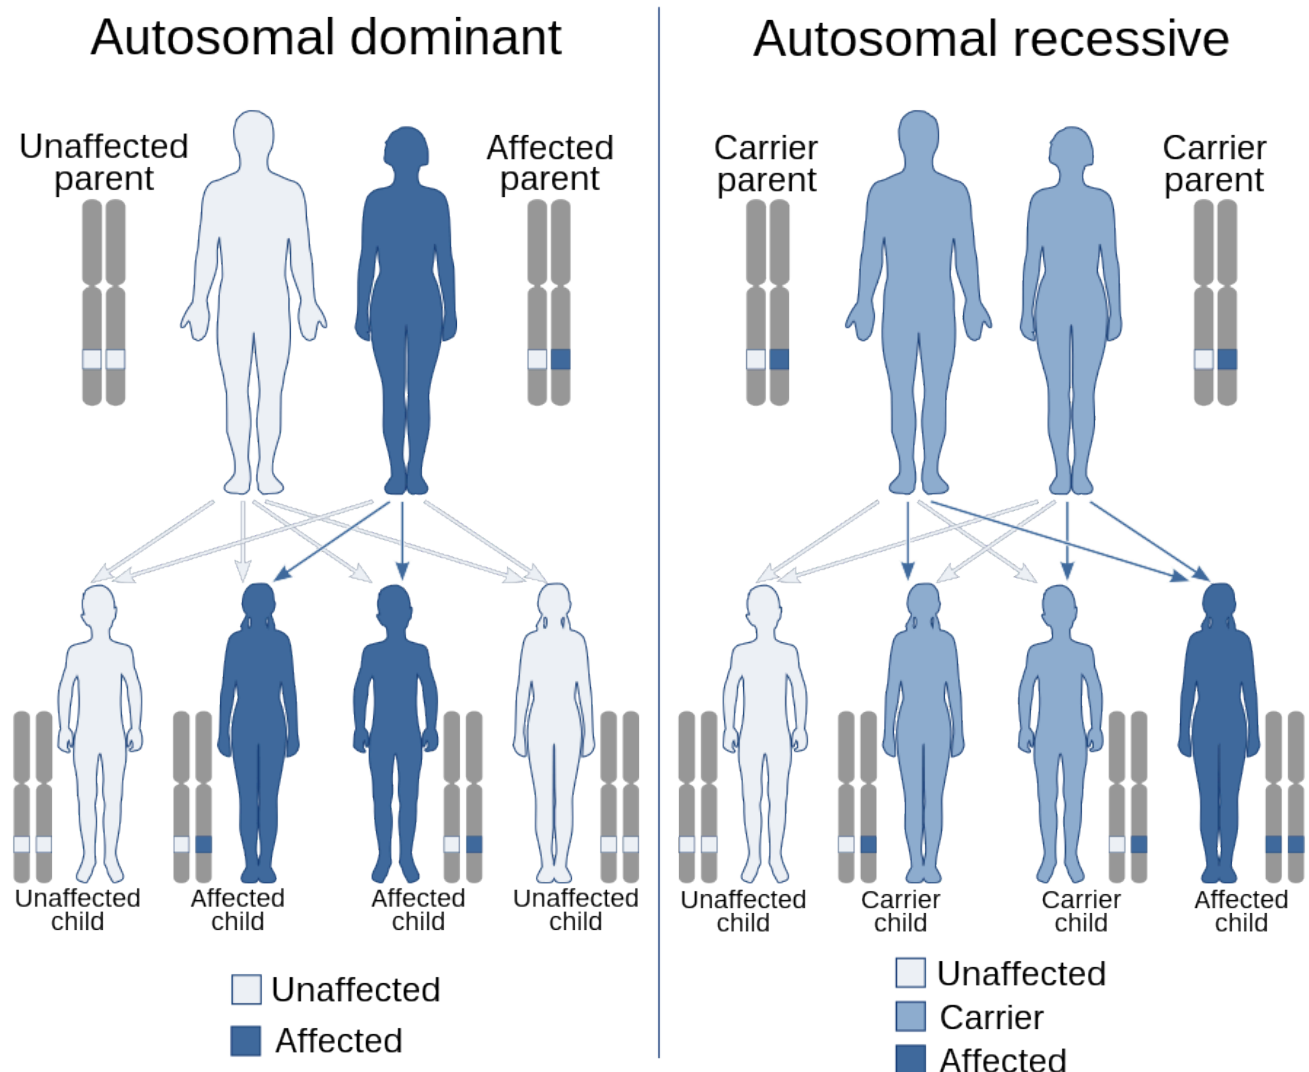 Autosomal dominant
Unaffected
parent
Affected
parent
Unaffected
child
Affected
child
Affected
child
Unaffected
child
Unaffected
Affected
Autosomal recessive
Carrier
parent
Carrier
parent
Unaffected
child
Carrier
child
Carrier
child
Affected
child
Unaffected
Carrier
Affected